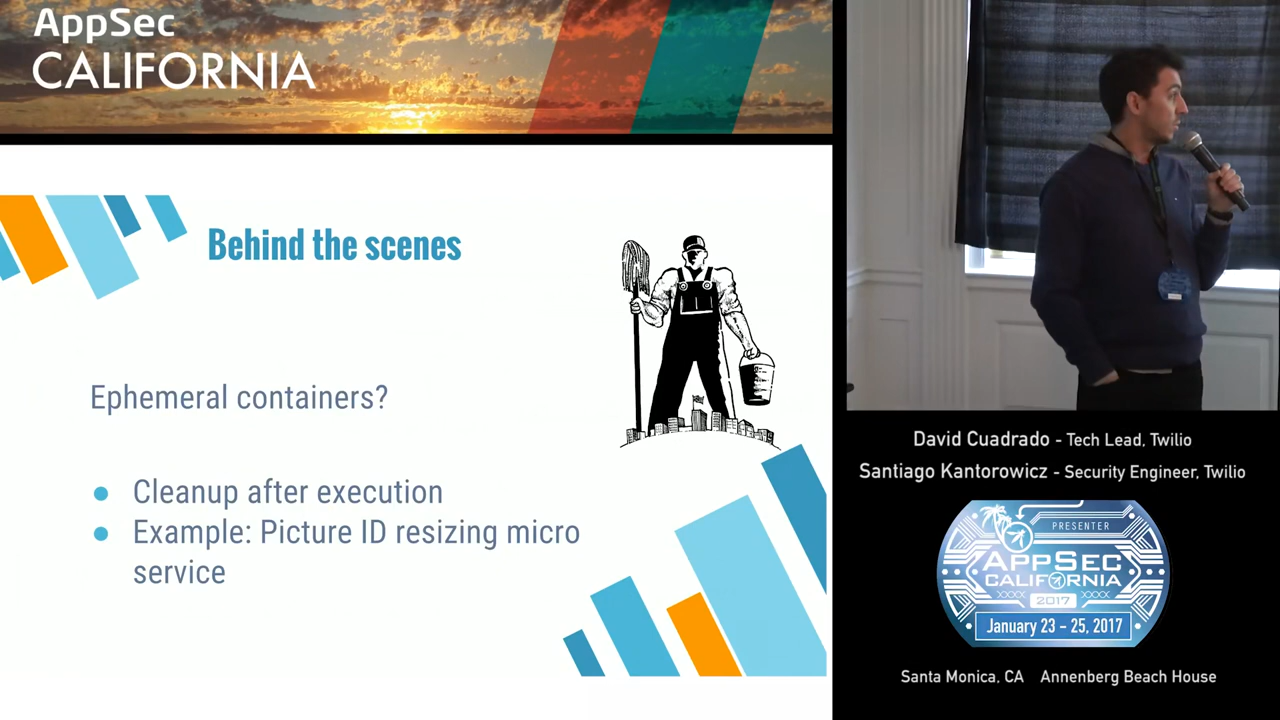 AppSec
CALIFORNIA
Behind the scenes
Ephemeral containers?
● Cleanup after execution
● Example: Picture ID resizing micro
service
David Cuadrado - Tech Lead, Twilio
Santiago Kantorowicz - Security Engineer, Twilio
PRESENTER
APPSEC
CALIFORNIA
2017
January 23 - 25, 2017
Santa Monica, CA Annenberg Beach House